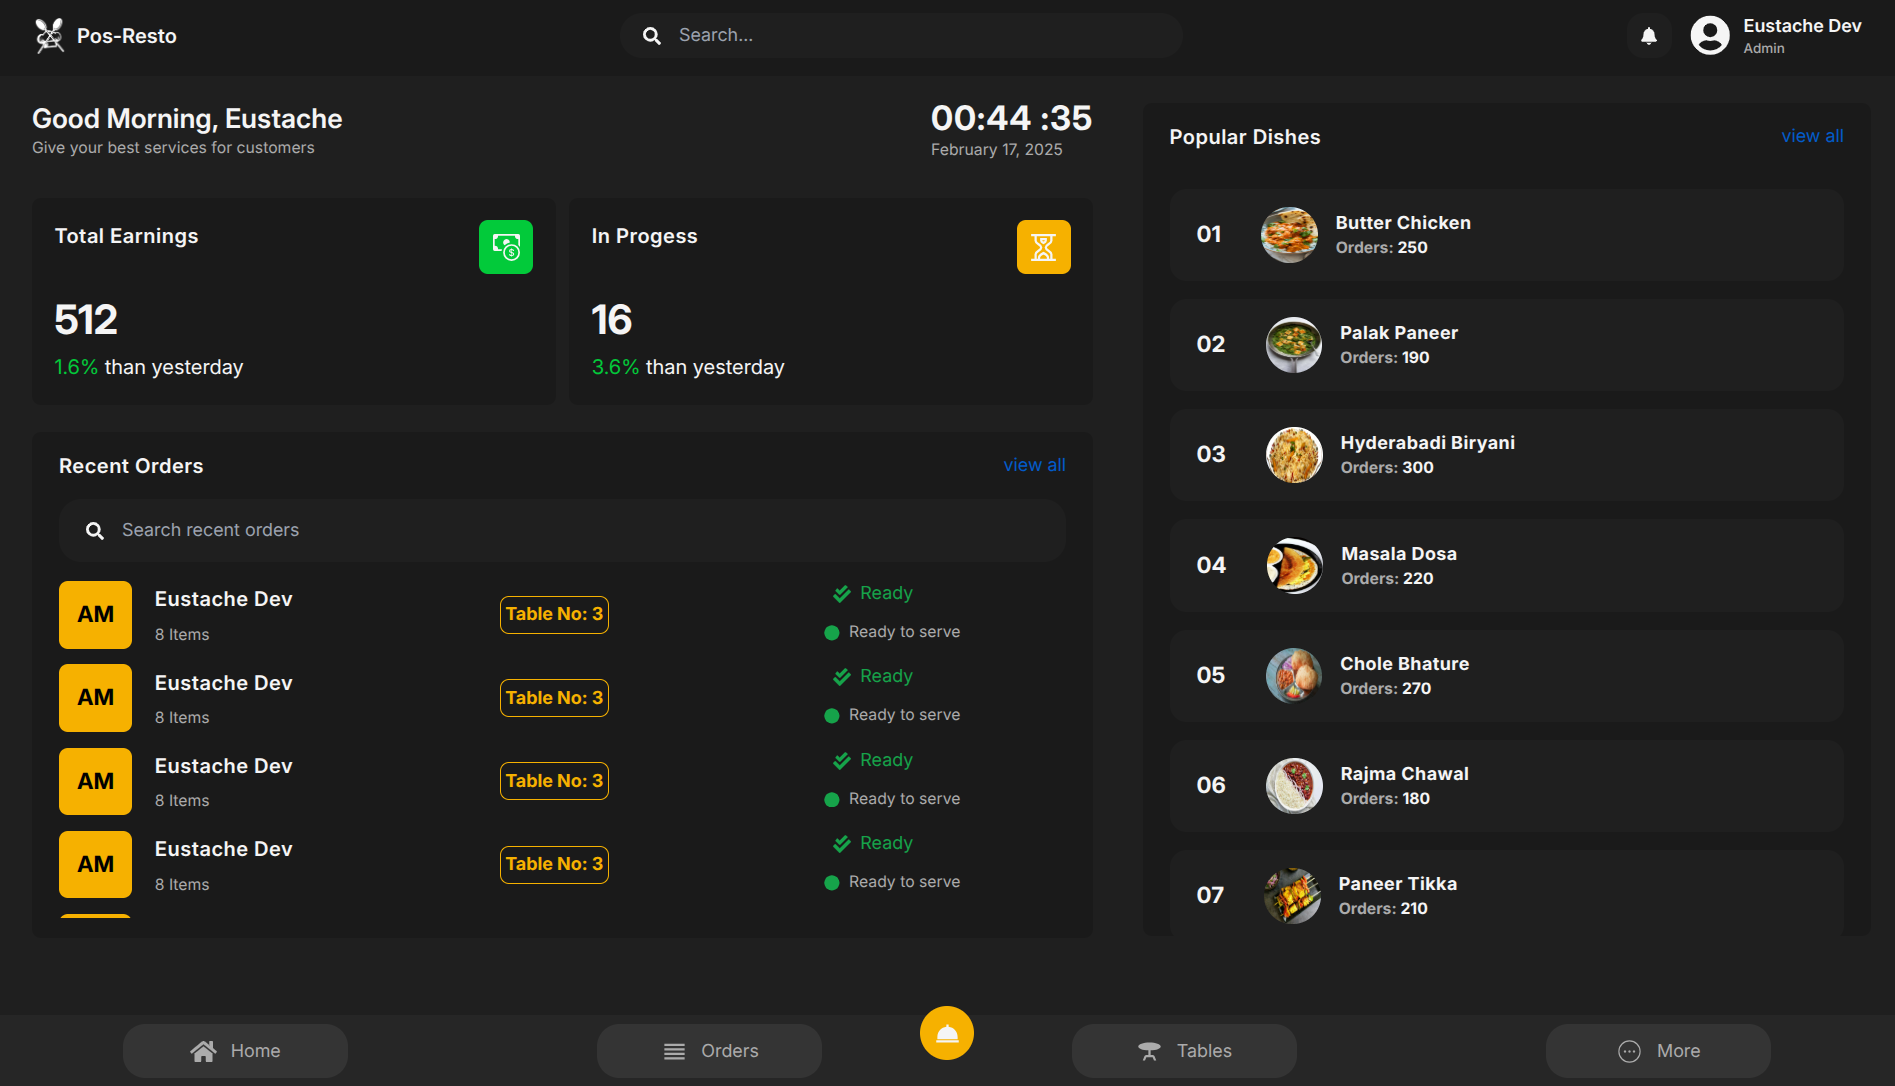 Pos-Resto
Search...
Eustache Dev
Admin
Good Morning, Eustache
Give your best services for customers
00:44 :35
February 17, 2025
Total Earnings
512
1.6% than yesterday
In Progess
16
3.6% than yesterday
Recent Orders
view all
Search recent orders
AM
Eustache Dev
8 Items
Table No: 3
Ready
Ready to serve
AM
Eustache Dev
8 Items
Table No: 3
Ready
Ready to serve
AM
Eustache Dev
8 Items
Table No: 3
Ready
Ready to serve
AM
Eustache Dev
8 Items
Table No: 3
Ready
Ready to serve
Popular Dishes
view all
01
Butter Chicken
Orders: 250
02
Palak Paneer
Orders: 190
03
Hyderabadi Biryani
Orders: 300
04
Masala Dosa
Orders: 220
05
Chole Bhature
Orders: 270
06
Rajma Chawal
Orders: 180
07
Paneer Tikka
Orders: 210
Home
Orders
Tables
More